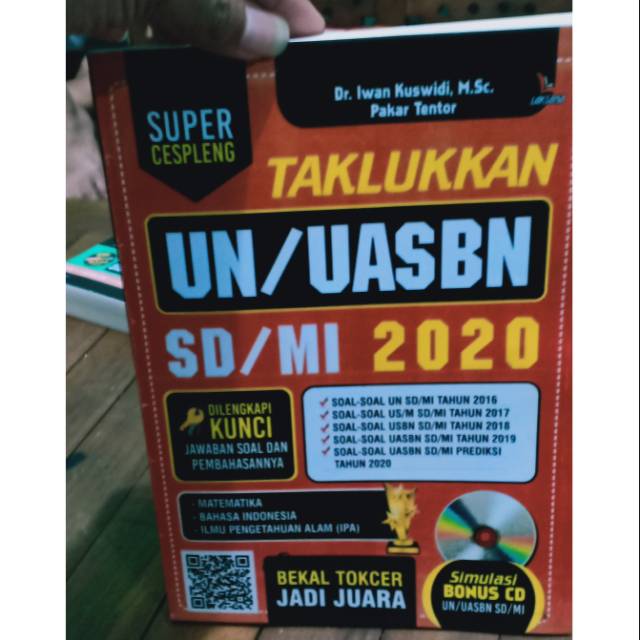 Dr. Iwan Kuswidi, M.Sc.
Pakar Tentor
SUPER
CESPLENG
TAKLUKKAN
UN/UASBN
SD/MI 2020
DILENGKAPI
KUNCI
JAWABAN SOAL DAN
PEMBAHASANNYA
SOAL-SOAL UN SD/MI TAHUN 2016
SOAL-SOAL US/M SD/MI TAHUN 2017
SOAL-SOAL USBN SD/MI TAHUN 2018
SOAL-SOAL UASBN SD/MI TAHUN 2019
SOAL-SOAL UASBN SD/MI PREDIKSI
TAHUN 2020
- MATEMATIKA
- BAHASA INDONESIA
- ILMU PENGETAHUAN ALAM (IPA)
BEKAL TOKCER
JADI JUARA
Simulasi
BONUS CD
UN/UASBN SD/MI